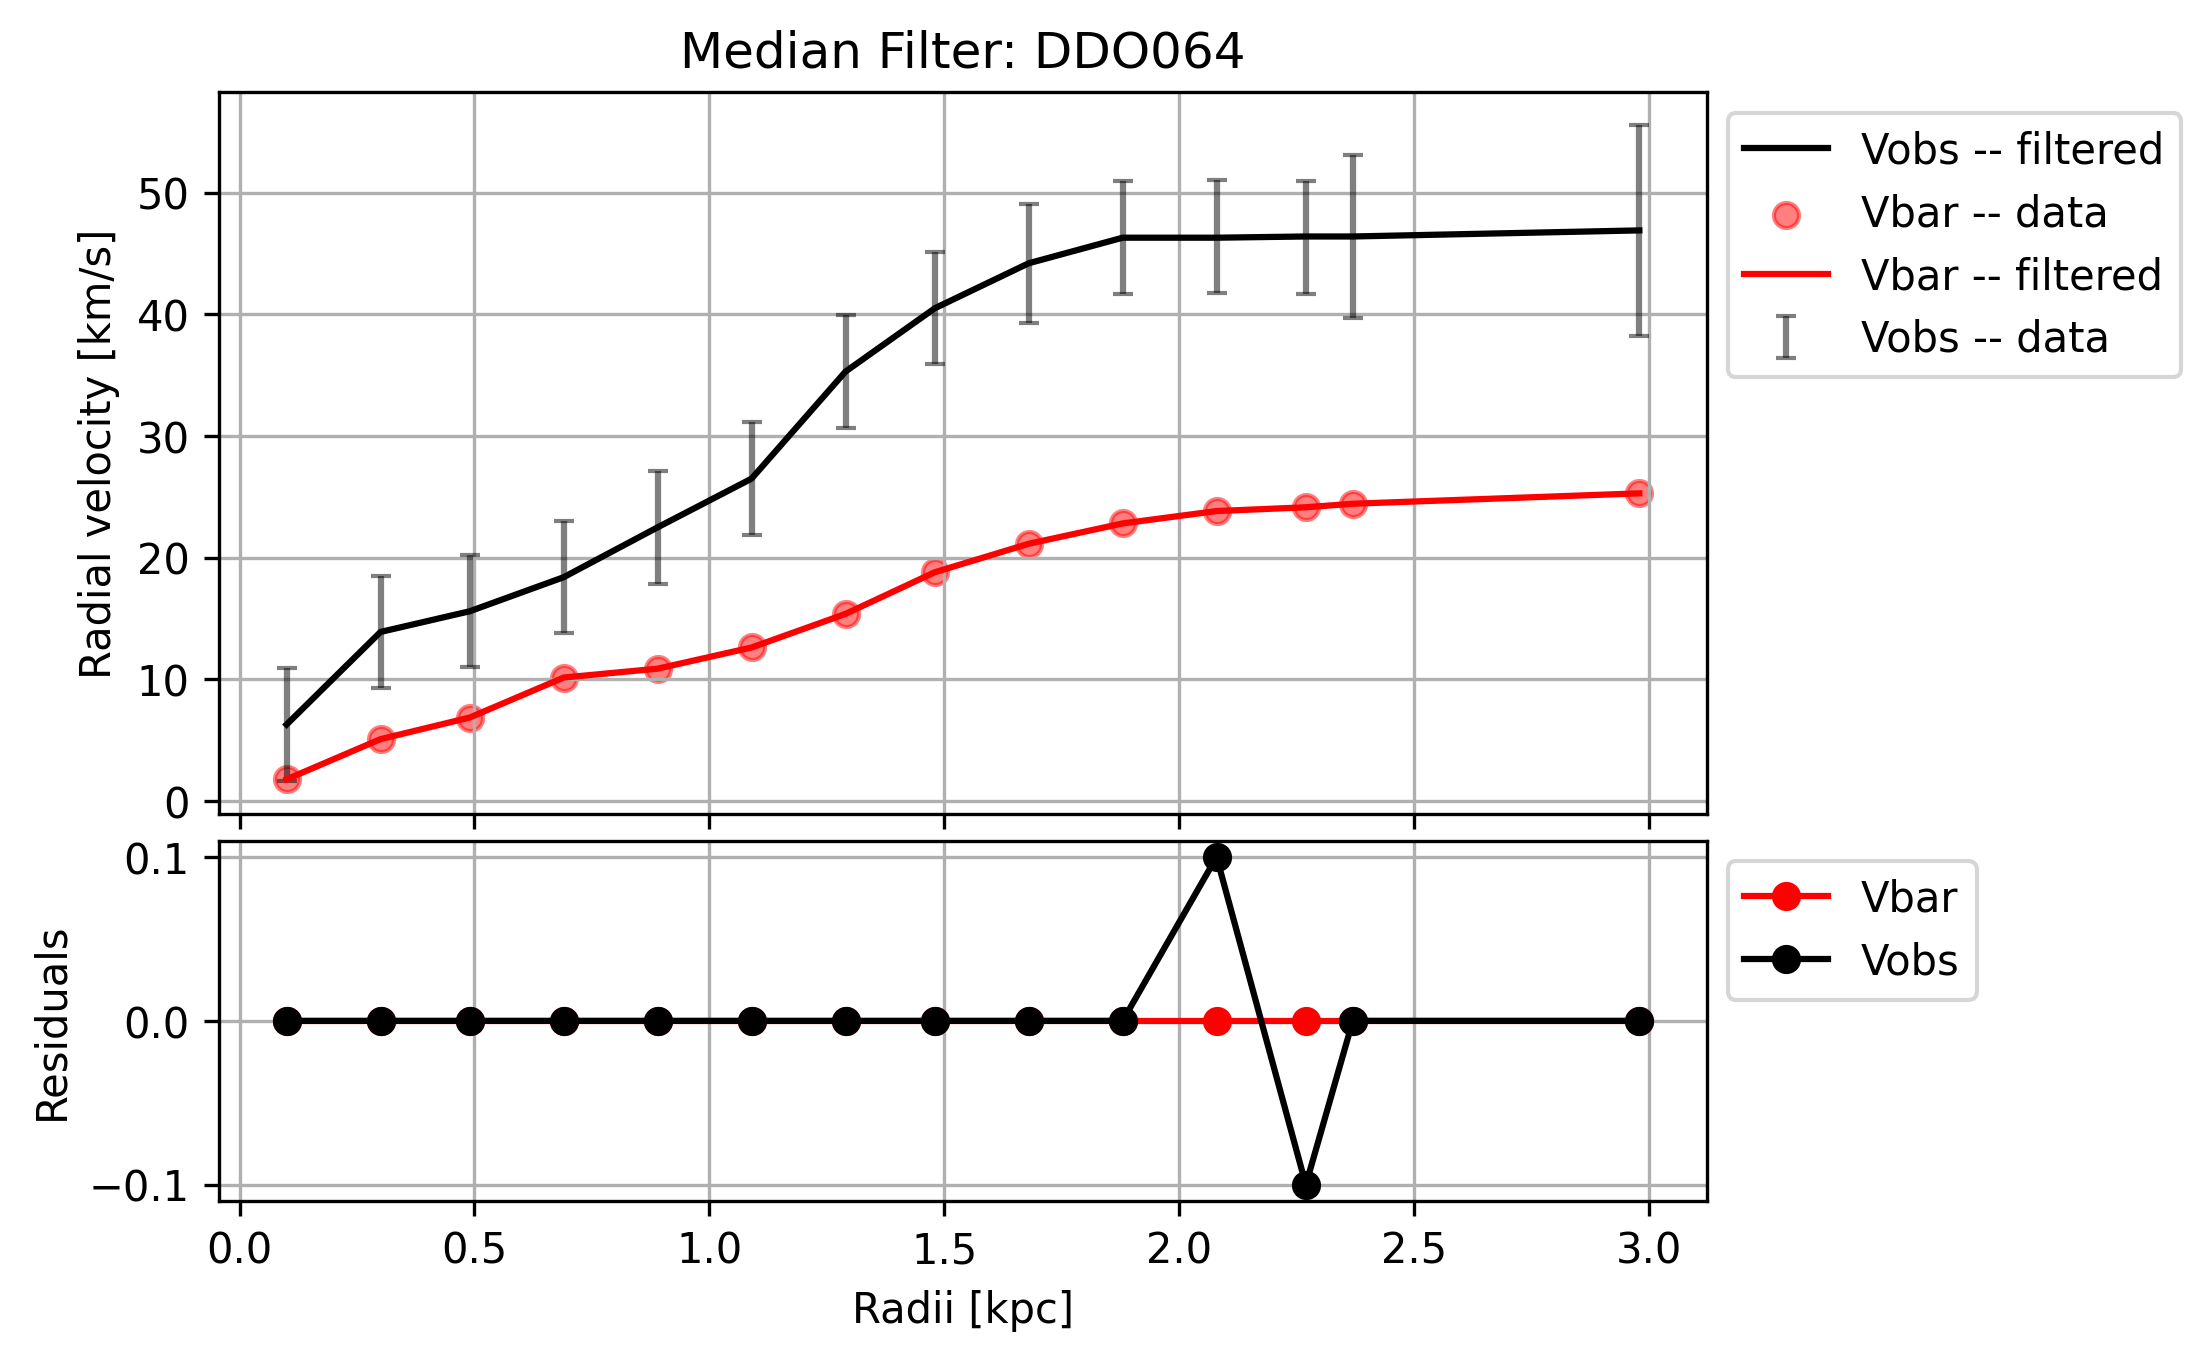 Median Filter: DDO064
Radial velocity [km/s]
50
40
30
20
10
0
Vobs -- filtered
Vbar -- data
Vbar -- filtered
Vobs -- data
Residuals
0.1
0.0
−0.1
Vbar
Vobs
0.0 0.5 1.0 1.5 2.0 2.5 3.0
Radii [kpc]